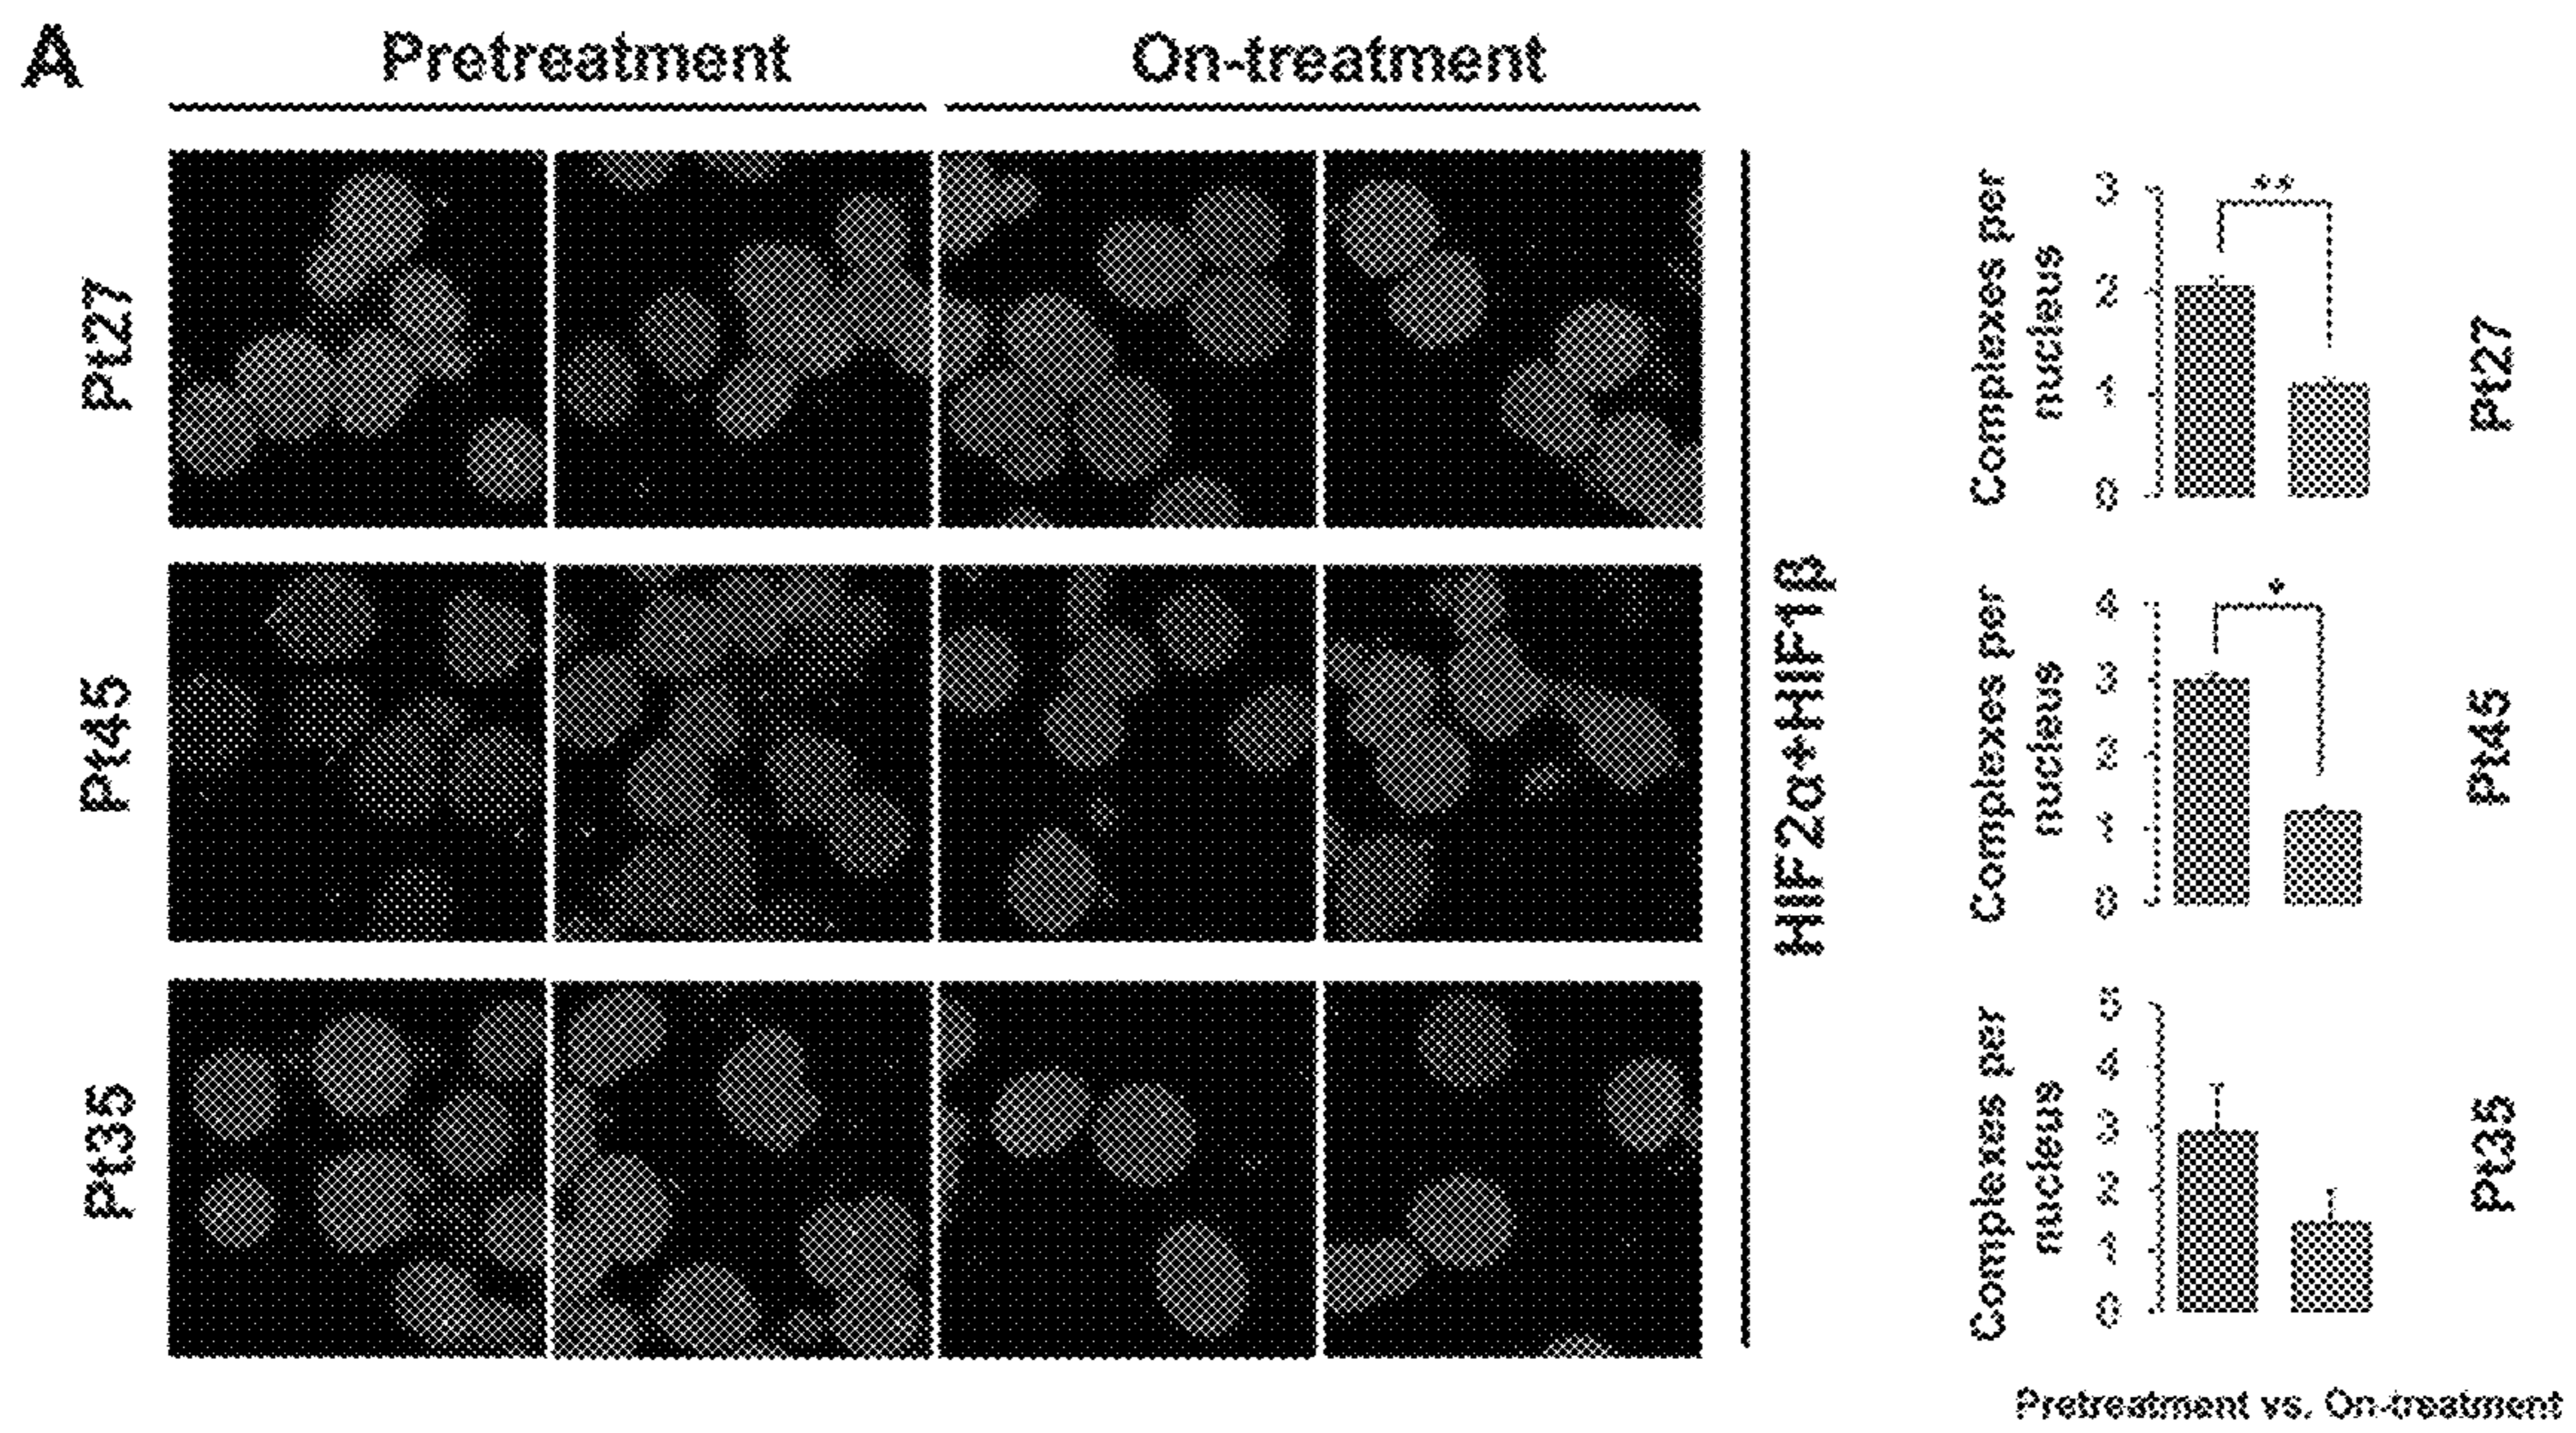 A
Pretreatment
On-treatment
Pt27
Pt45
Pt35
HIF2α+HIF1β
Complexes per
nucleus
3
2
1
0
**
Pt27
Complexes per
nucleus
4
3
2
1
0
*
Pt45
Complexes per
nucleus
5
4
3
2
1
0
Pt35
Pretreatment vs. On-treatment